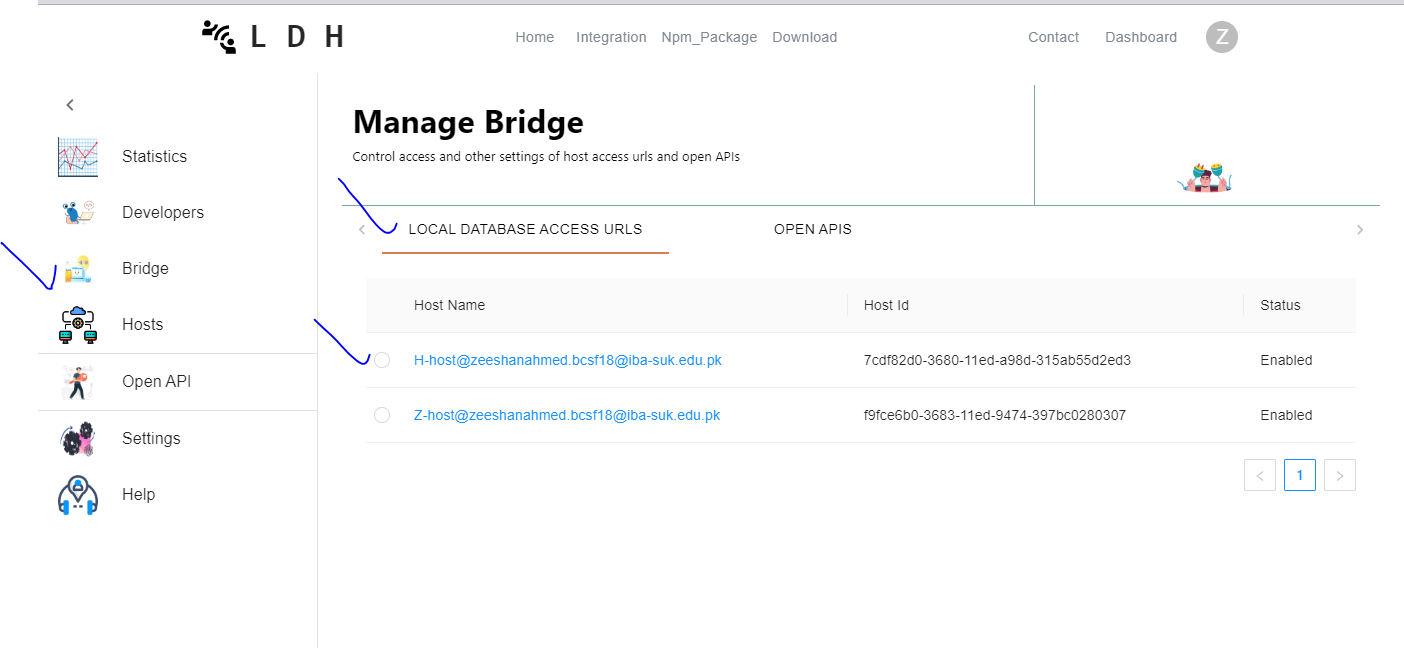 L D H
Home Integration Npm_Package Download Contact Dashboard Z
Statistics
Developers
Bridge
Hosts
Open API
Settings
Help
Manage Bridge
Control access and other settings of host access urls and open APIs
LOCAL DATABASE ACCESS URLS OPEN APIS
Host Name Host Id Status
H-host@zeeshanahmed.bcsf18@iba-suk.edu.pk 7cdf82d0-3680-11ed-a98d-315ab55d2ed3 Enabled
Z-host@zeeshanahmed.bcsf18@iba-suk.edu.pk f9fce6b0-3683-11ed-9474-397bc0280307 Enabled
< 1 >